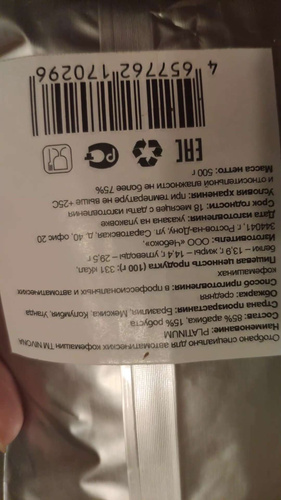 Отобрано специально для автоматических кофемашин ТМ NIVONA
Наименование: PLATINUM
Состав: 85% арабика, 15% робуста
Страна произрастания: Бразилия, Мексика, Колумбия, Уганда
Обжарка: средняя
Способ приготовления: в профессиональных и автоматических
кофемашинах
Пищевая ценность продукта (100 г): 331 ккал,
белки – 13,9 г жиры – 14,4 г углеводы – 29,5 г
Изготовитель: ООО «Чибом»,
34041, г. Ростов-на-Дону, ул. Саратовская, д. 40, офис 20
Дата изготовления: указана на упаковке
Срок годности: 18 месяцев с даты изготовления
Условия хранения: при температуре не выше +25С
и относительной влажности не более 75%
Масса нетто: 500 г
ЕАС
4 657762 170296